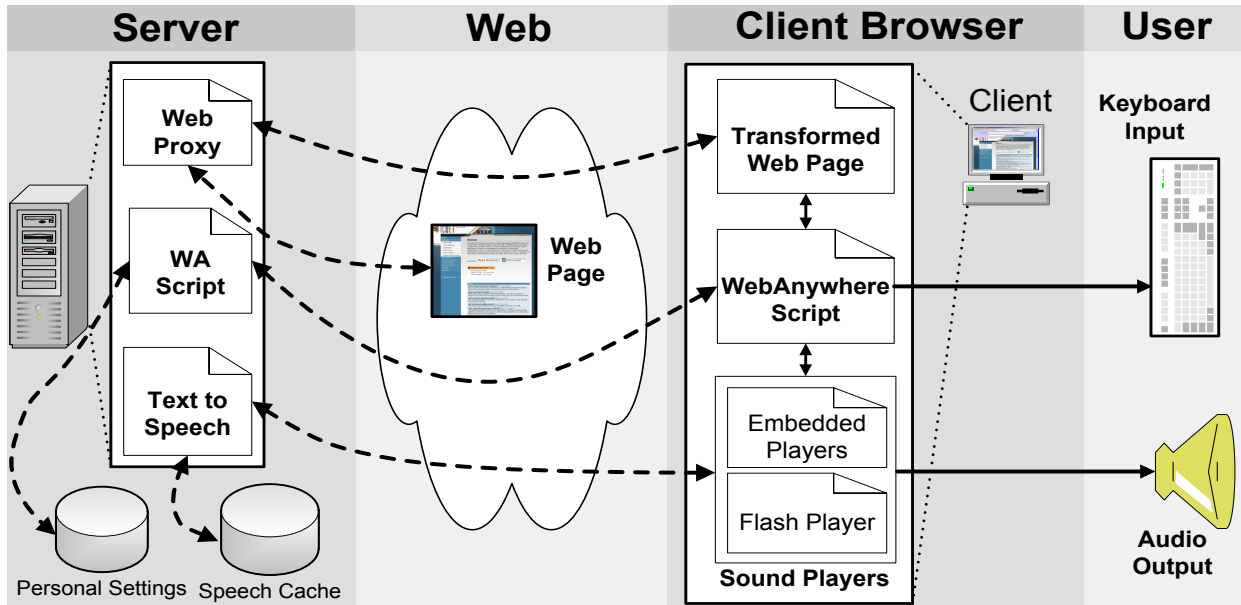 Server
Web
Client Browser
User
Web
Proxy
WA
Script
Text to
Speech
Personal Settings
Speech Cache
Web
Page
Transformed
Web Page
WebAnywhere
Script
Embedded
Players
Flash Player
Sound Players
Client
Keyboard
Input
Audio
Output